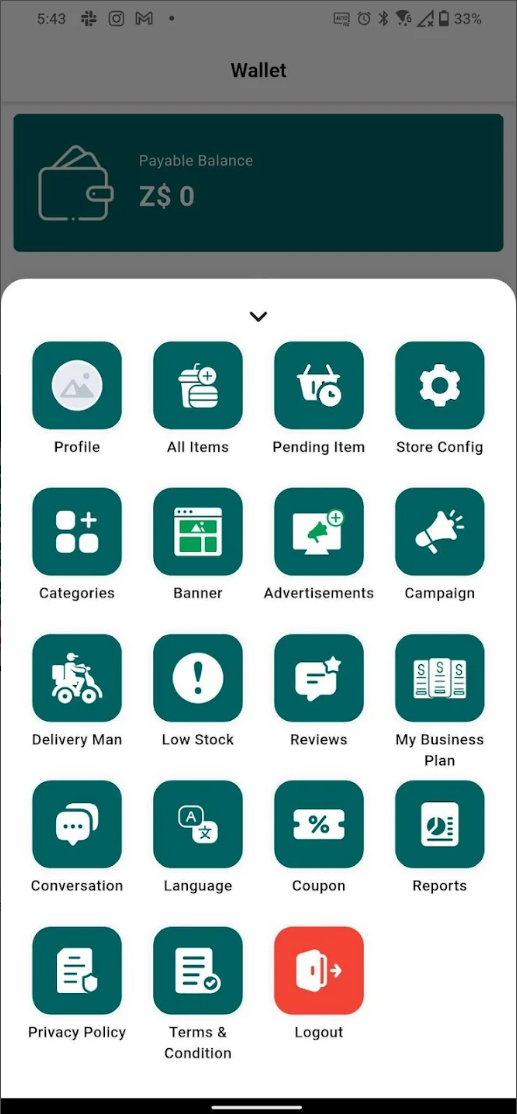 5:43
33%
Wallet
Payable Balance
Z$ 0
Profile
All Items
Pending Item
Store Config
Categories
Banner
Advertisements
Campaign
Delivery Man
Low Stock
Reviews
My Business
Plan
Conversation
Language
Coupon
Reports
Privacy Policy
Terms &
Condition
Logout